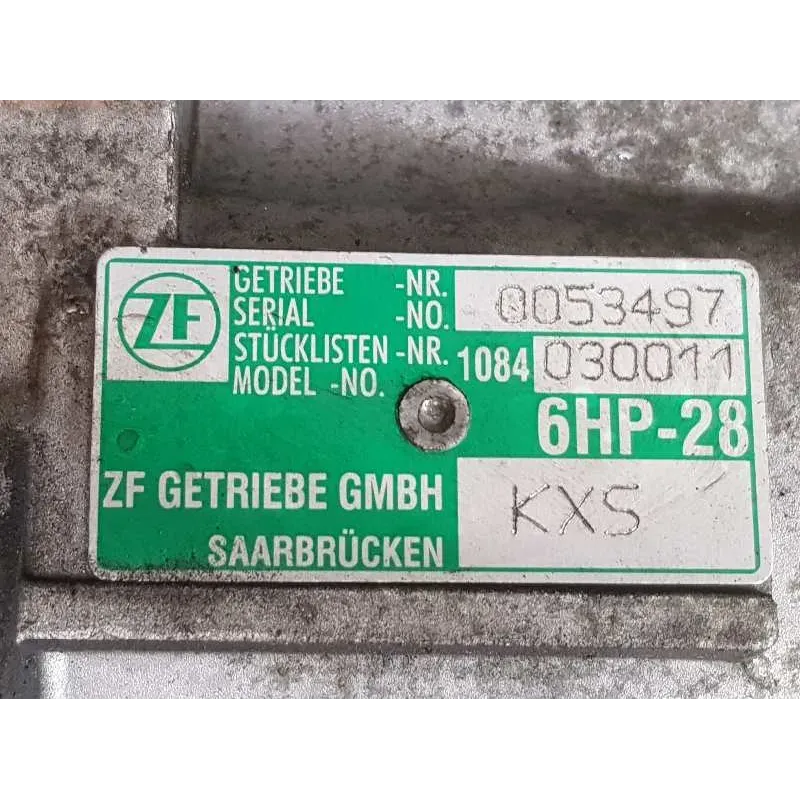 ZF
GETRIEBE -NR. 0053497
SERIAL -NO.
STÜCKLISTEN -NR. 1084 030011
MODEL -NO.
6HP-28
ZF GETRIEBE GMBH KXS
SAARBRÜCKEN